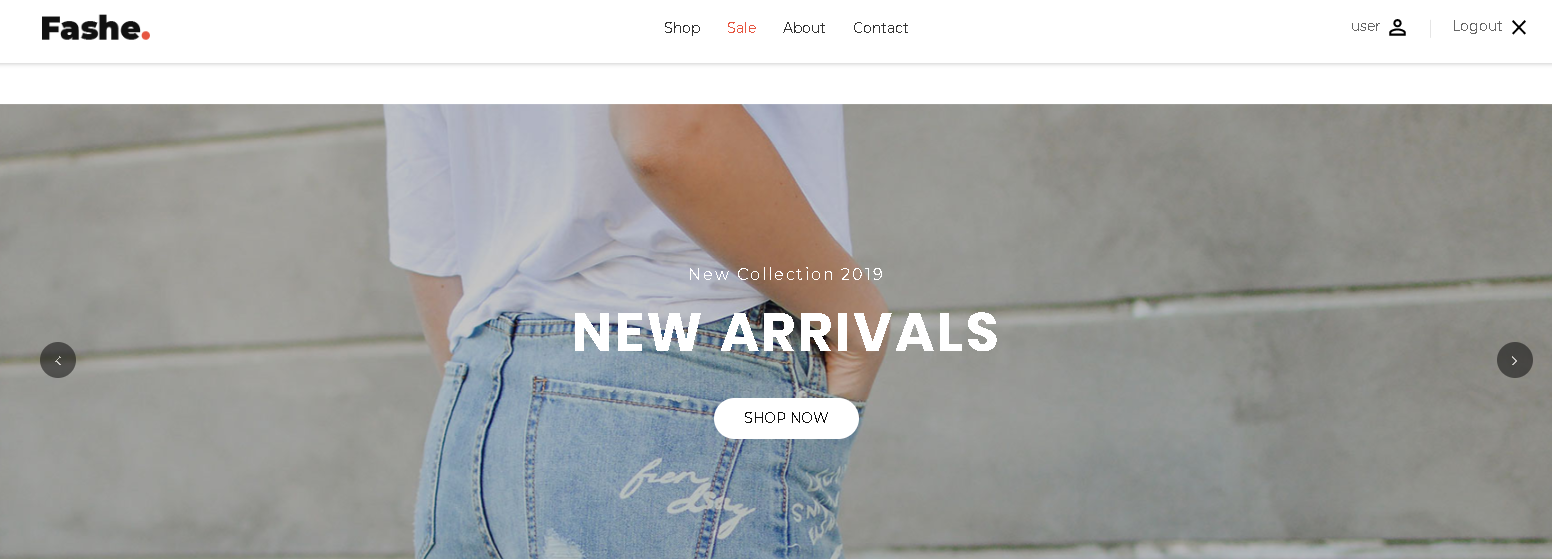 Fashe.
Shop Sale About Contact
user Logout
New Collection 2019
NEW ARRIVALS
SHOP NOW